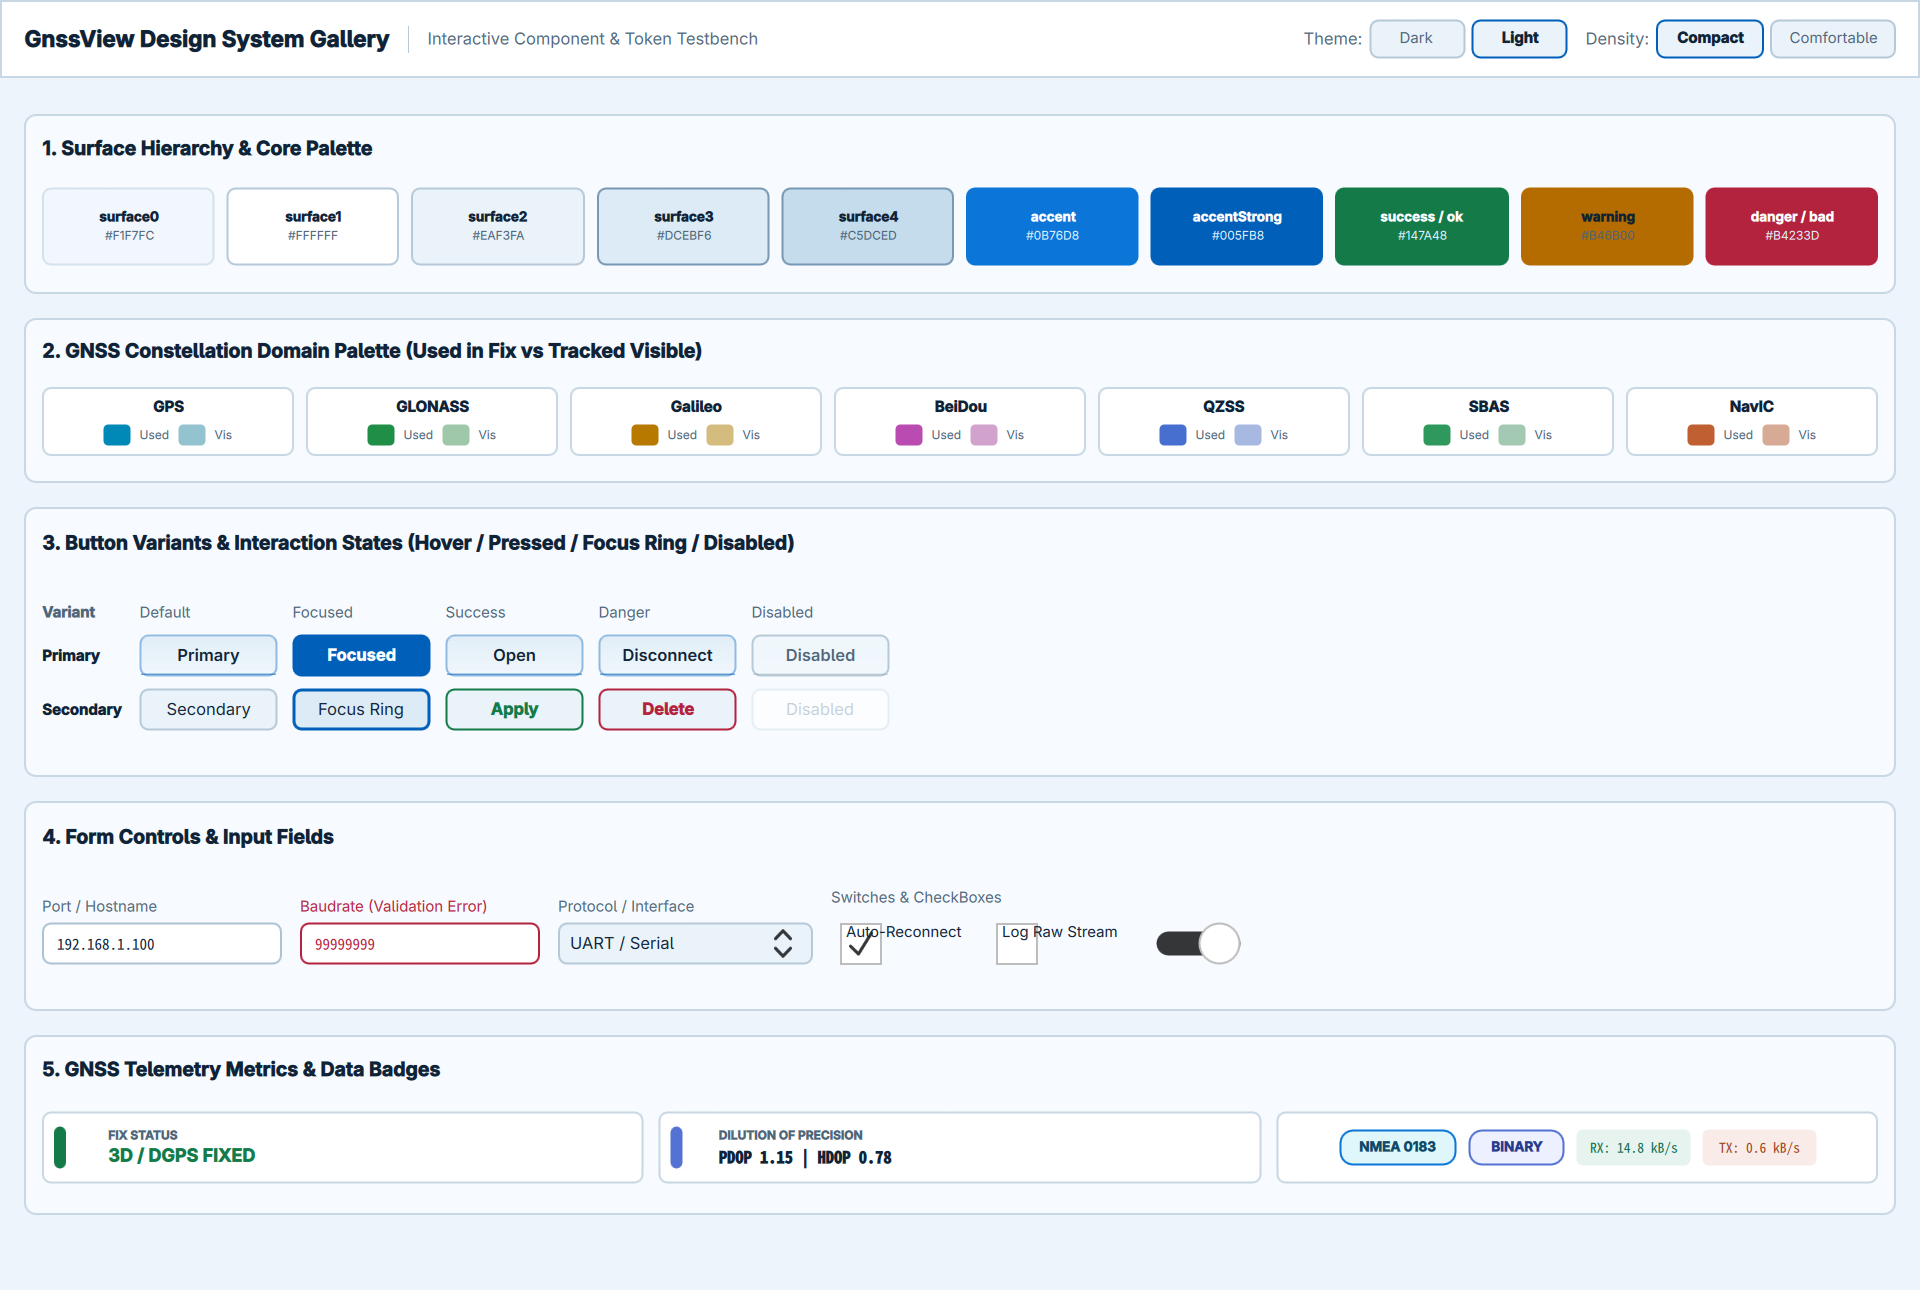 GnssView Design System Gallery
Interactive Component & Token Testbench
Theme:
Dark
Light
Density:
Compact
Comfortable
1. Surface Hierarchy & Core Palette
surface0
#F1F7FC
surface1
#FFFFFF
surface2
#EAF3FA
surface3
#DCEBF6
surface4
#C5DCED
accent
#0B76D8
accentStrong
#005FB8
success / ok
#147A48
warning
#B46B00
danger / bad
#B4233D
2. GNSS Constellation Domain Palette (Used in Fix vs Tracked Visible)
GPS
Used
Vis
GLONASS
Used
Vis
Galileo
Used
Vis
BeiDou
Used
Vis
QZSS
Used
Vis
SBAS
Used
Vis
NavIC
Used
Vis
3. Button Variants & Interaction States (Hover / Pressed / Focus Ring / Disabled)
Variant
Default
Focused
Success
Danger
Disabled
Primary
Primary
Focused
Open
Disconnect
Disabled
Secondary
Secondary
Focus Ring
Apply
Delete
Disabled
4. Form Controls & Input Fields
Port / Hostname
192.168.1.100
Baudrate (Validation Error)
99999999
Protocol / Interface
UART / Serial
Switches & CheckBoxes
Auto-Reconnect
Log Raw Stream
5. GNSS Telemetry Metrics & Data Badges
FIX STATUS
3D / DGPS FIXED
DILUTION OF PRECISION
PDOP 1.15 | HDOP 0.78
NMEA 0183
BINARY
RX: 14.8 kB/s
TX: 0.6 kB/s